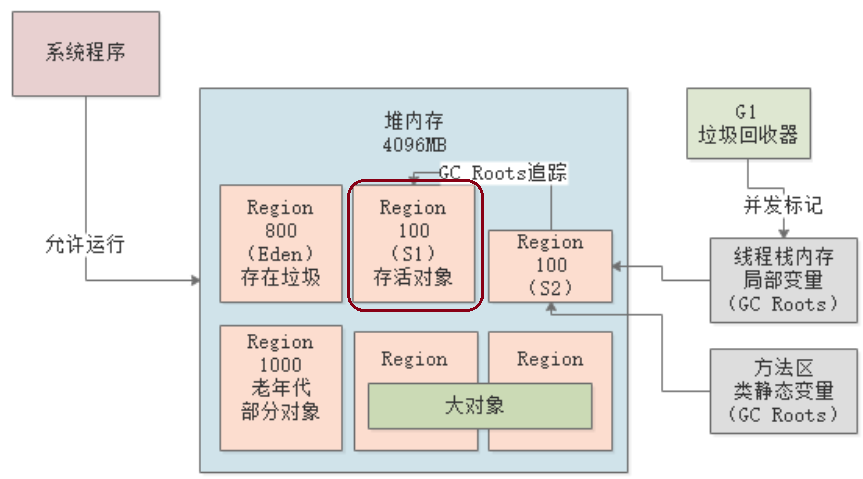 系统程序
允许运行
堆内存
4096MB
GC Roots追踪
Region
800
(Eden)
存在垃圾
Region
100
(S1)
存活对象
Region
100
(S2)
Region
1000
老年代
部分对象
Region
Region
大对象
G1
垃圾回收器
并发标记
线程栈内存
局部变量
(GC Roots)
方法区
类静态变量
(GC Roots)